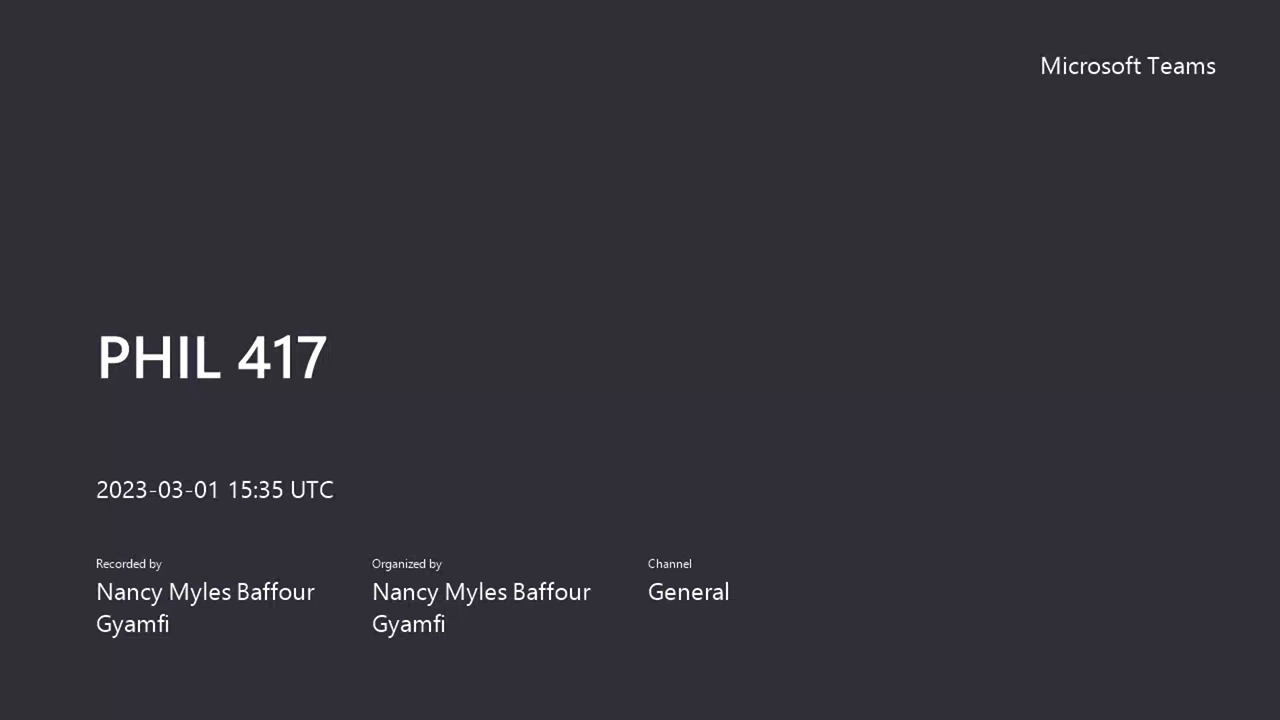 Microsoft Teams
PHIL 417
2023-03-01 15:35 UTC
Recorded by
Nancy Myles Baffour
Gyamfi
Organized by
Nancy Myles Baffour
Gyamfi
Channel
General